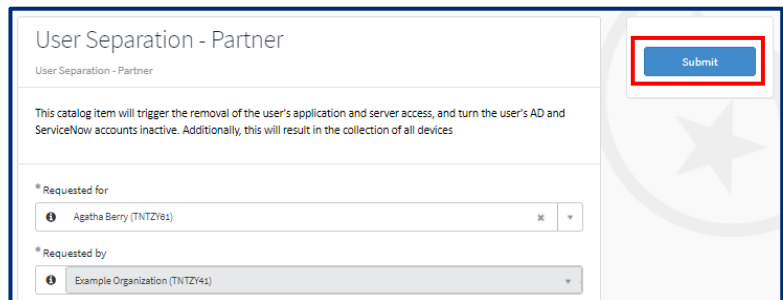 User Separation - Partner
Submit
User Separation - Partner
This catalog item will trigger the removal of the user's application and server access, and turn the user's AD and
ServiceNow accounts inactive. Additionally, this will result in the collection of all devices
* Requested for
Agatha Berry (TNTZY61)
* Requested by
Example Organization (TNTZY41)